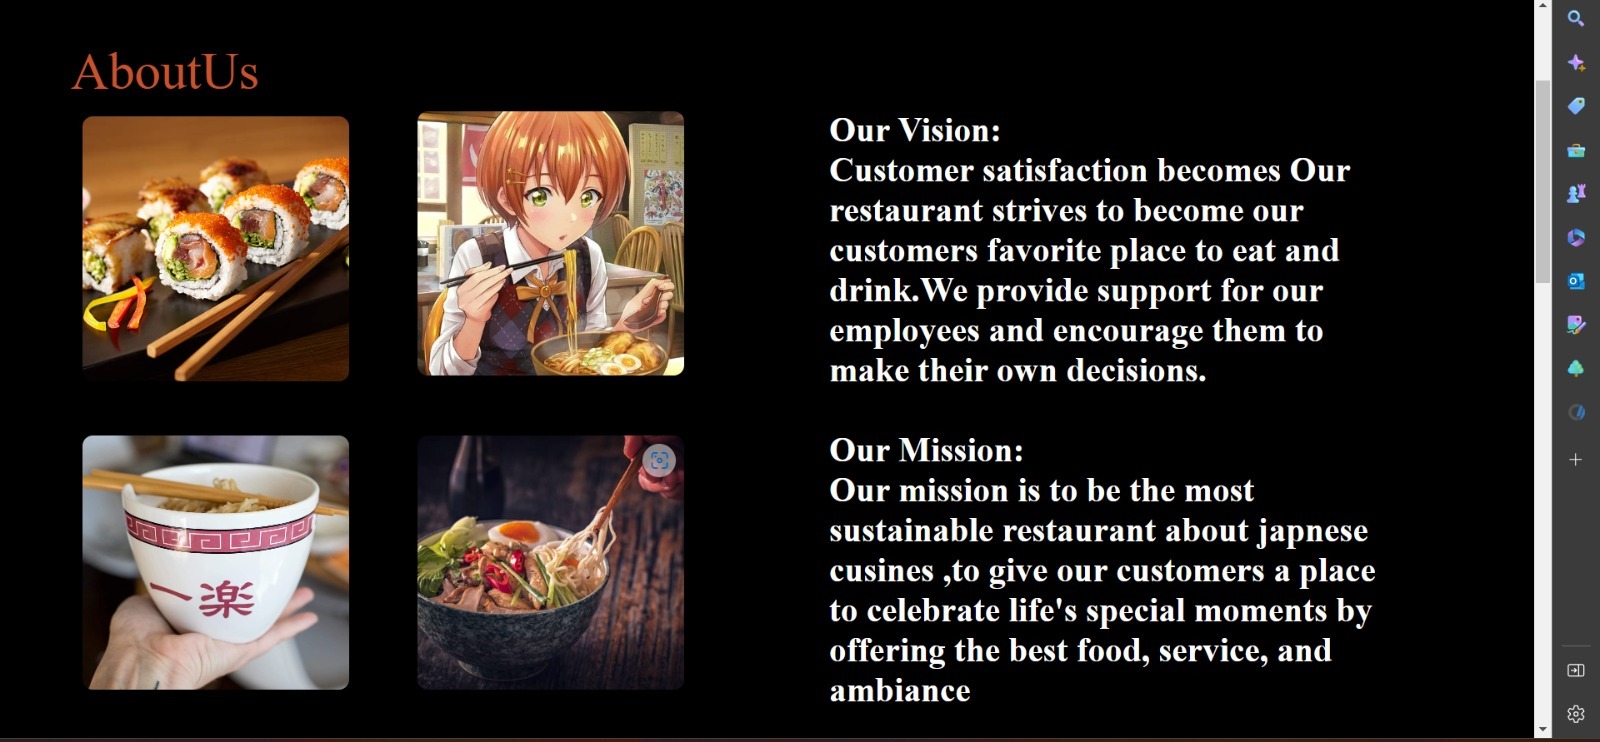 AboutUs
Our Vision:
Customer satisfaction becomes Our
restaurant strives to become our
customers favorite place to eat and
drink.We provide support for our
employees and encourage them to
make their own decisions.
一楽
Our Mission:
Our mission is to be the most
sustainable restaurant about japnese
cusines ,to give our customers a place
to celebrate life's special moments by
offering the best food, service, and
ambiance